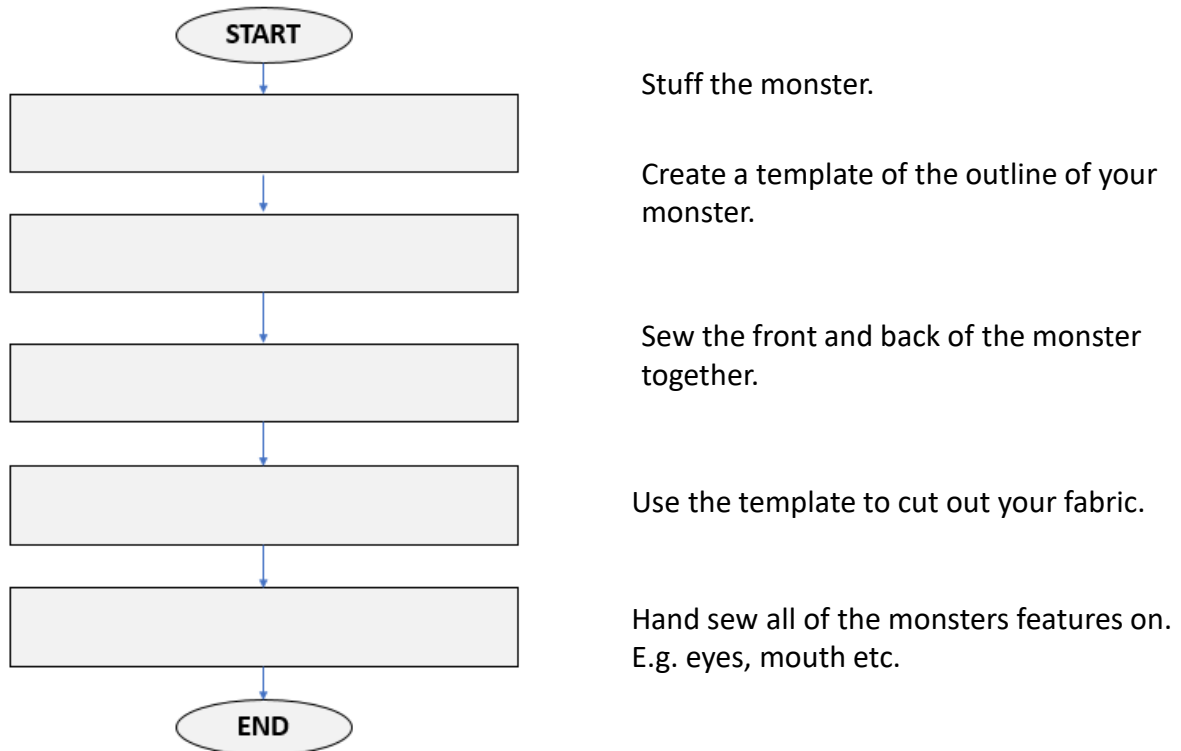 START
Stuff the monster.
Create a template of the outline of your
monster.
Sew the front and back of the monster
together.
Use the template to cut out your fabric.
Hand sew all of the monsters features on.
E.g. eyes, mouth etc.
END